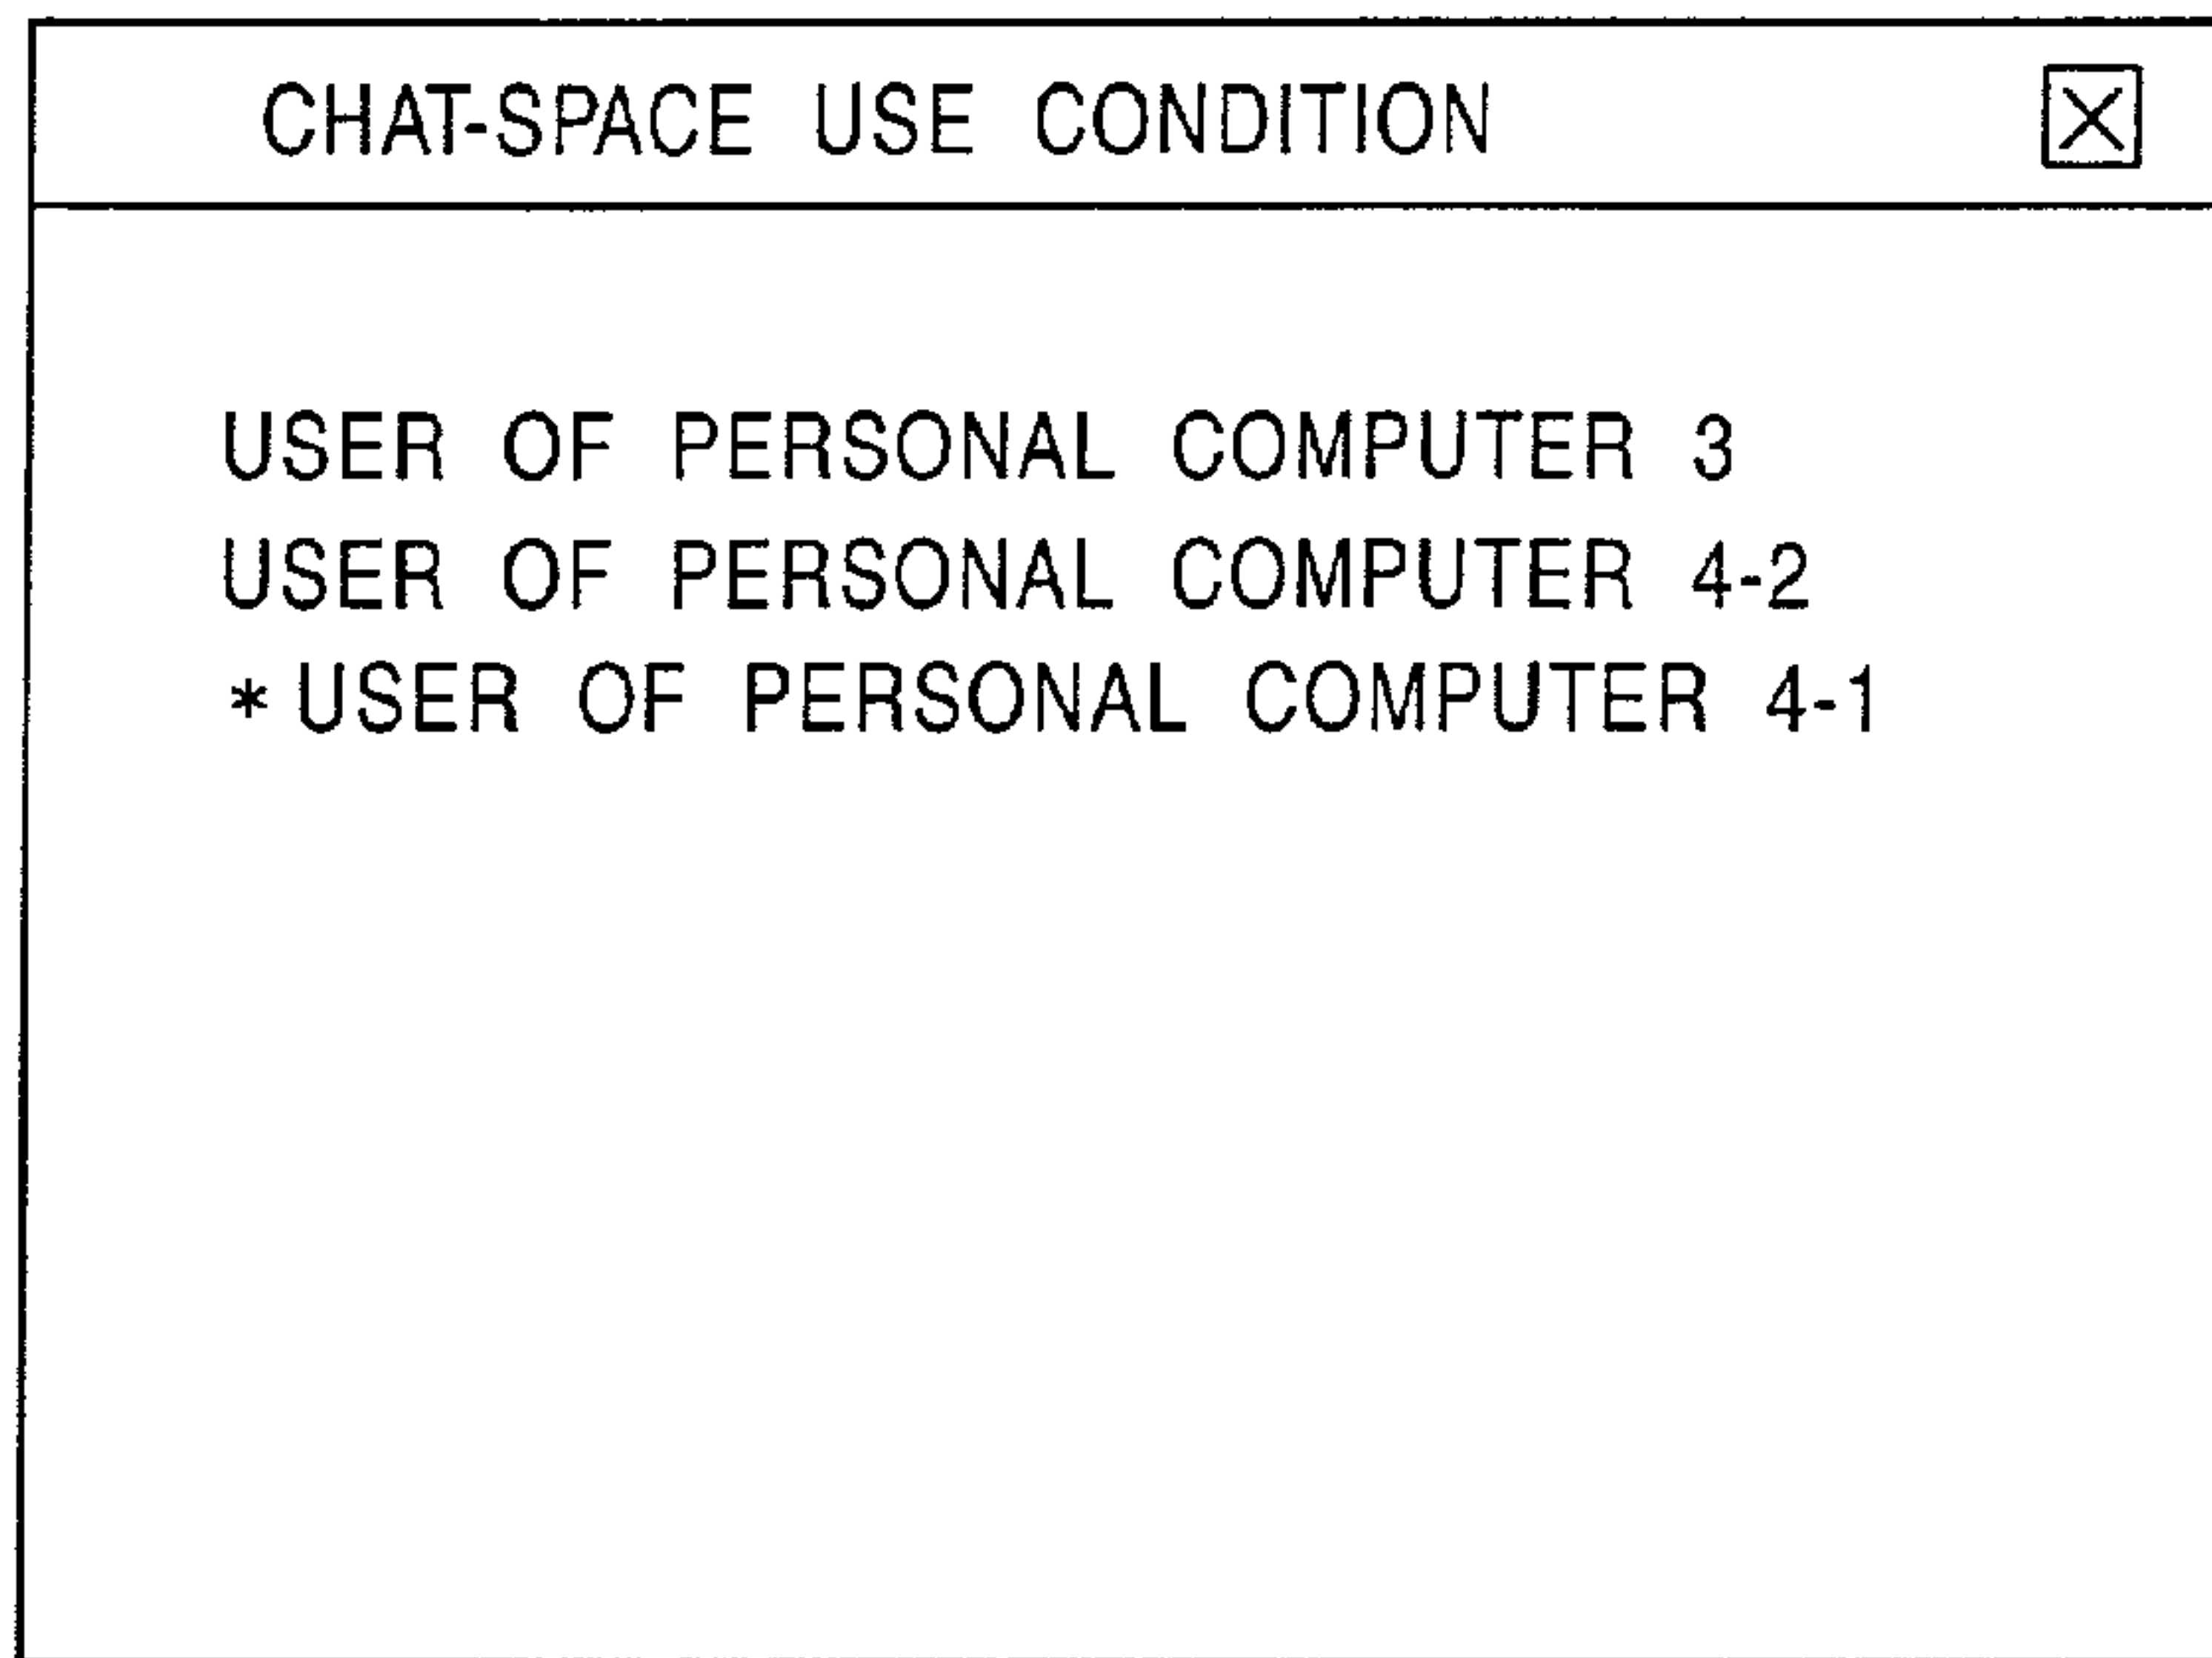 CHAT-SPACE USE CONDITION
USER OF PERSONAL COMPUTER 3
USER OF PERSONAL COMPUTER 4-2
*USER OF PERSONAL COMPUTER 4-1